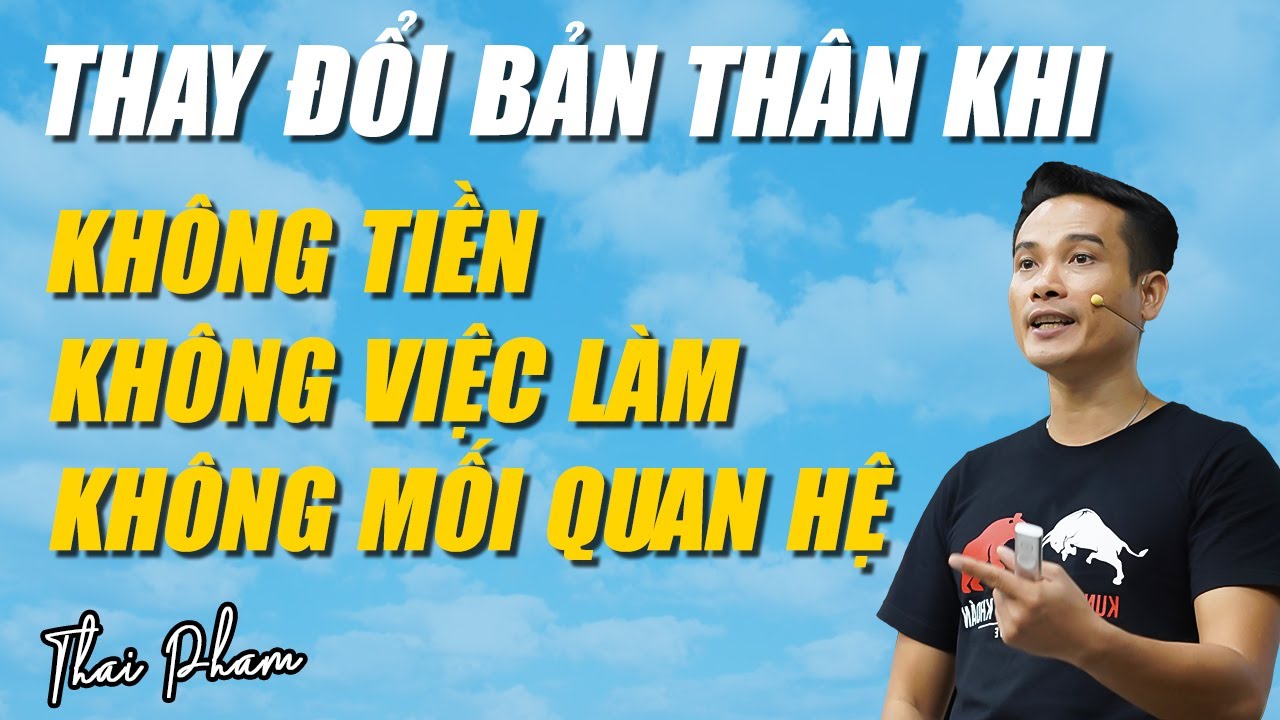 THAY ĐỔI BẢN THÂN KHI
KHÔNG TIỀN
KHÔNG VIỆC LÀM
KHÔNG MỐI QUAN HỆ
Thai Pham